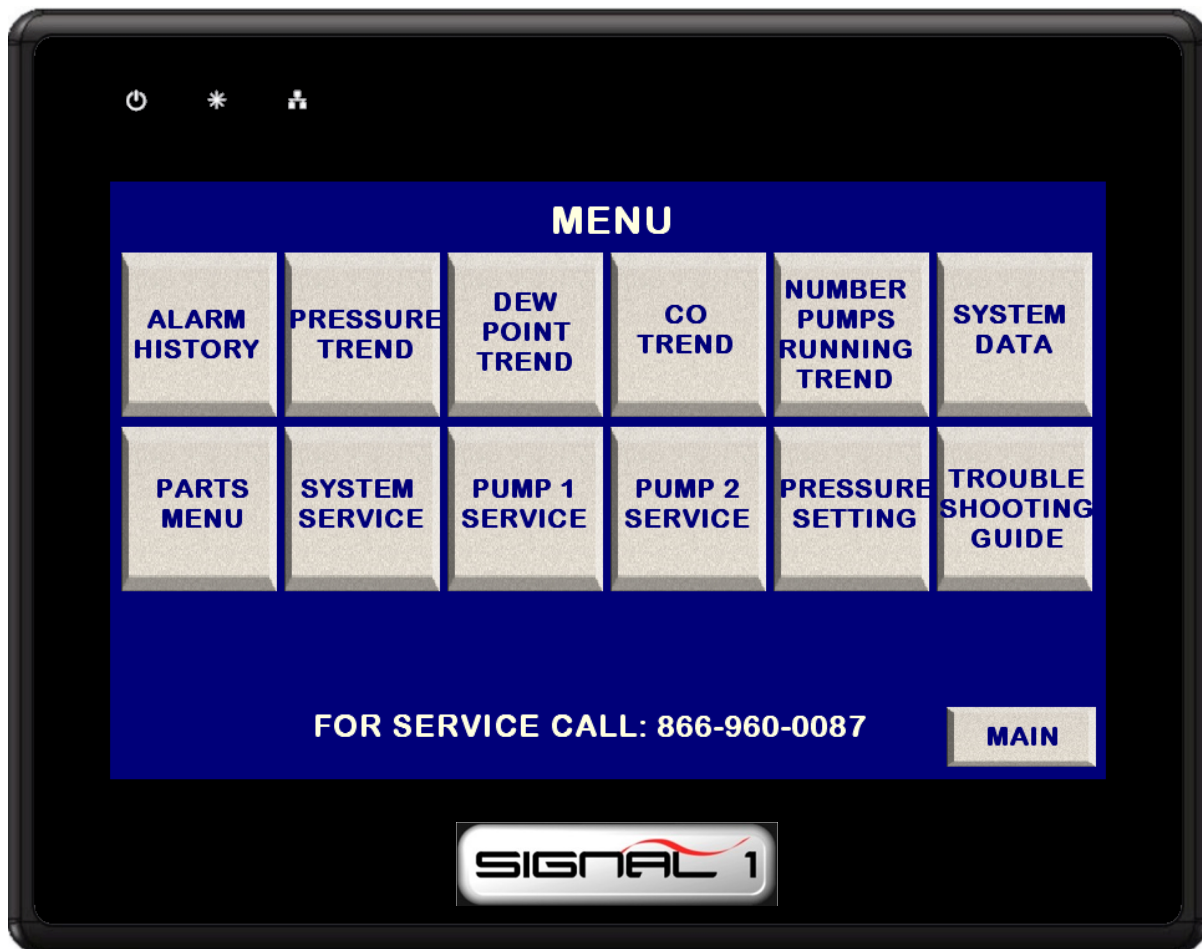 MENU
ALARM
HISTORY
PRESSURE
TREND
DEW
POINT
TREND
CO
TREND
NUMBER
PUMPS
RUNNING
TREND
SYSTEM
DATA
PARTS
MENU
SYSTEM
SERVICE
PUMP 1
SERVICE
PUMP 2
SERVICE
PRESSURE
SETTING
TROUBLE
SHOOTING
GUIDE
FOR SERVICE CALL: 866-960-0087
MAIN
SIGNAL 1